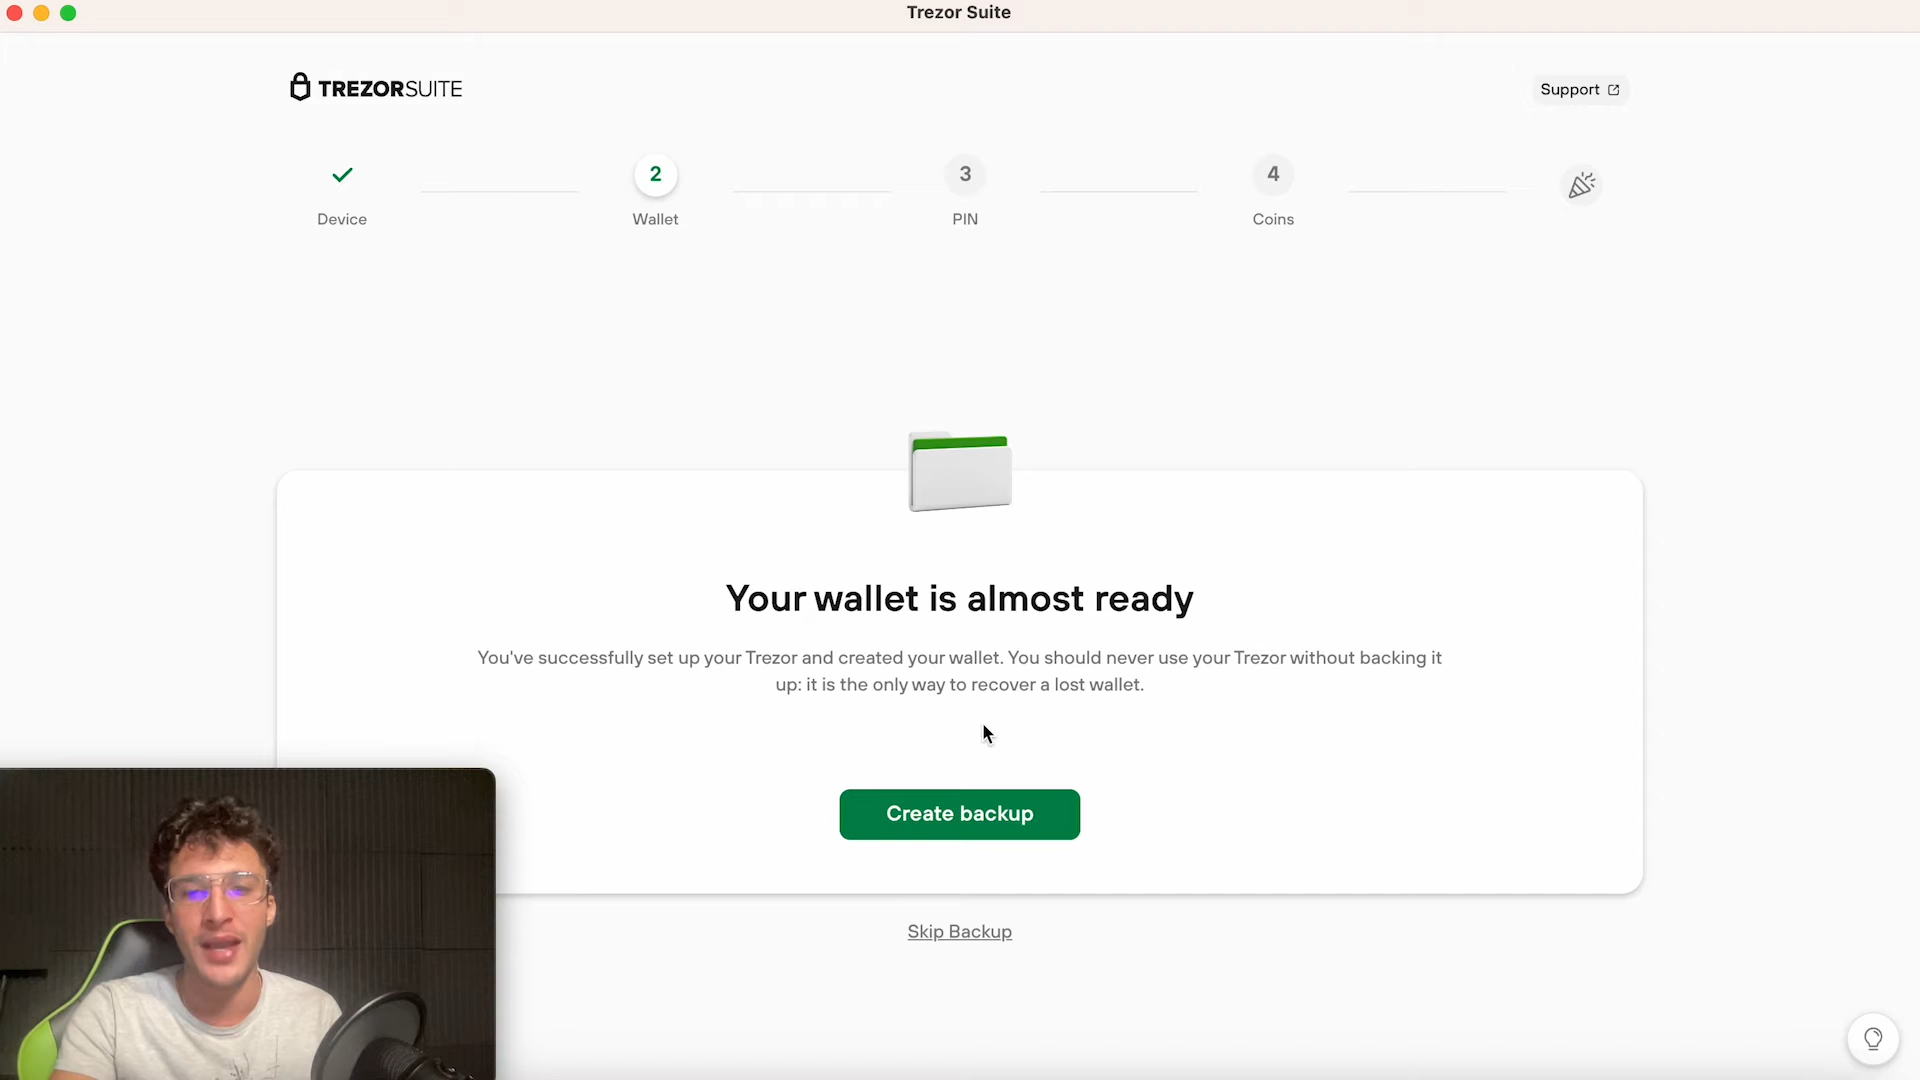 Trezor Suite
TREZORSUITE
Support
2
3
4
Device
Wallet
PIN
Coins
Your wallet is almost ready
You've successfully set up your Trezor and created your wallet. You should never use your Trezor without backing it
up: it is the only way to recover a lost wallet.
Create backup
Skip Backup